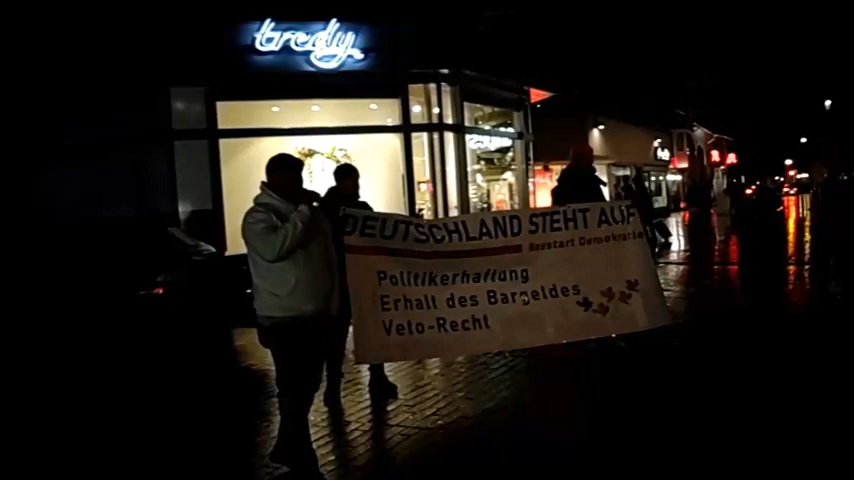 tredy
DEUTSCHLAND STEHT AUF
Neustart Demokratie
Politikerhaftung
Erhalt des Bargeldes
Veto-Recht